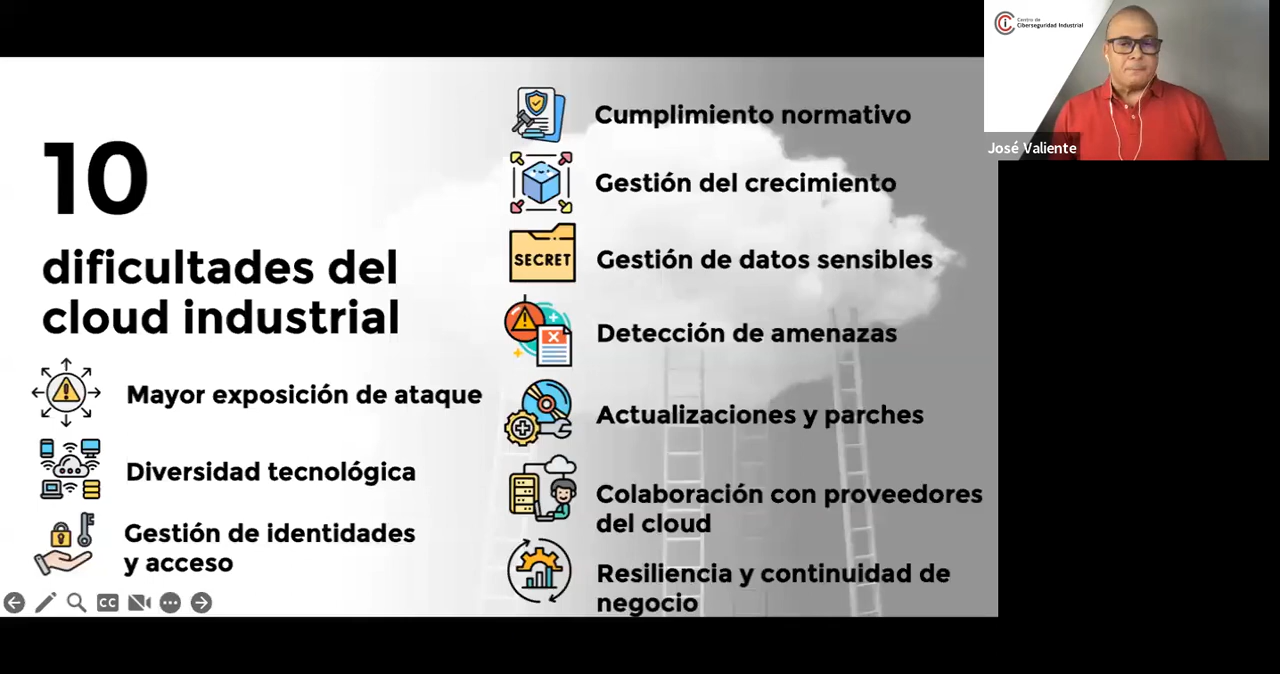 10
dificultades del
cloud industrial
Mayor exposición de ataque
Diversidad tecnológica
Gestión de identidades
y acceso
Cumplimiento normativo
Gestión del crecimiento
SECRET
Gestión de datos sensibles
Detección de amenazas
Actualizaciones y parches
Colaboración con proveedores
del cloud
Resiliencia y continuidad de
negocio
CC
Centro de
Ciberseguridad Industrial
José Valiente